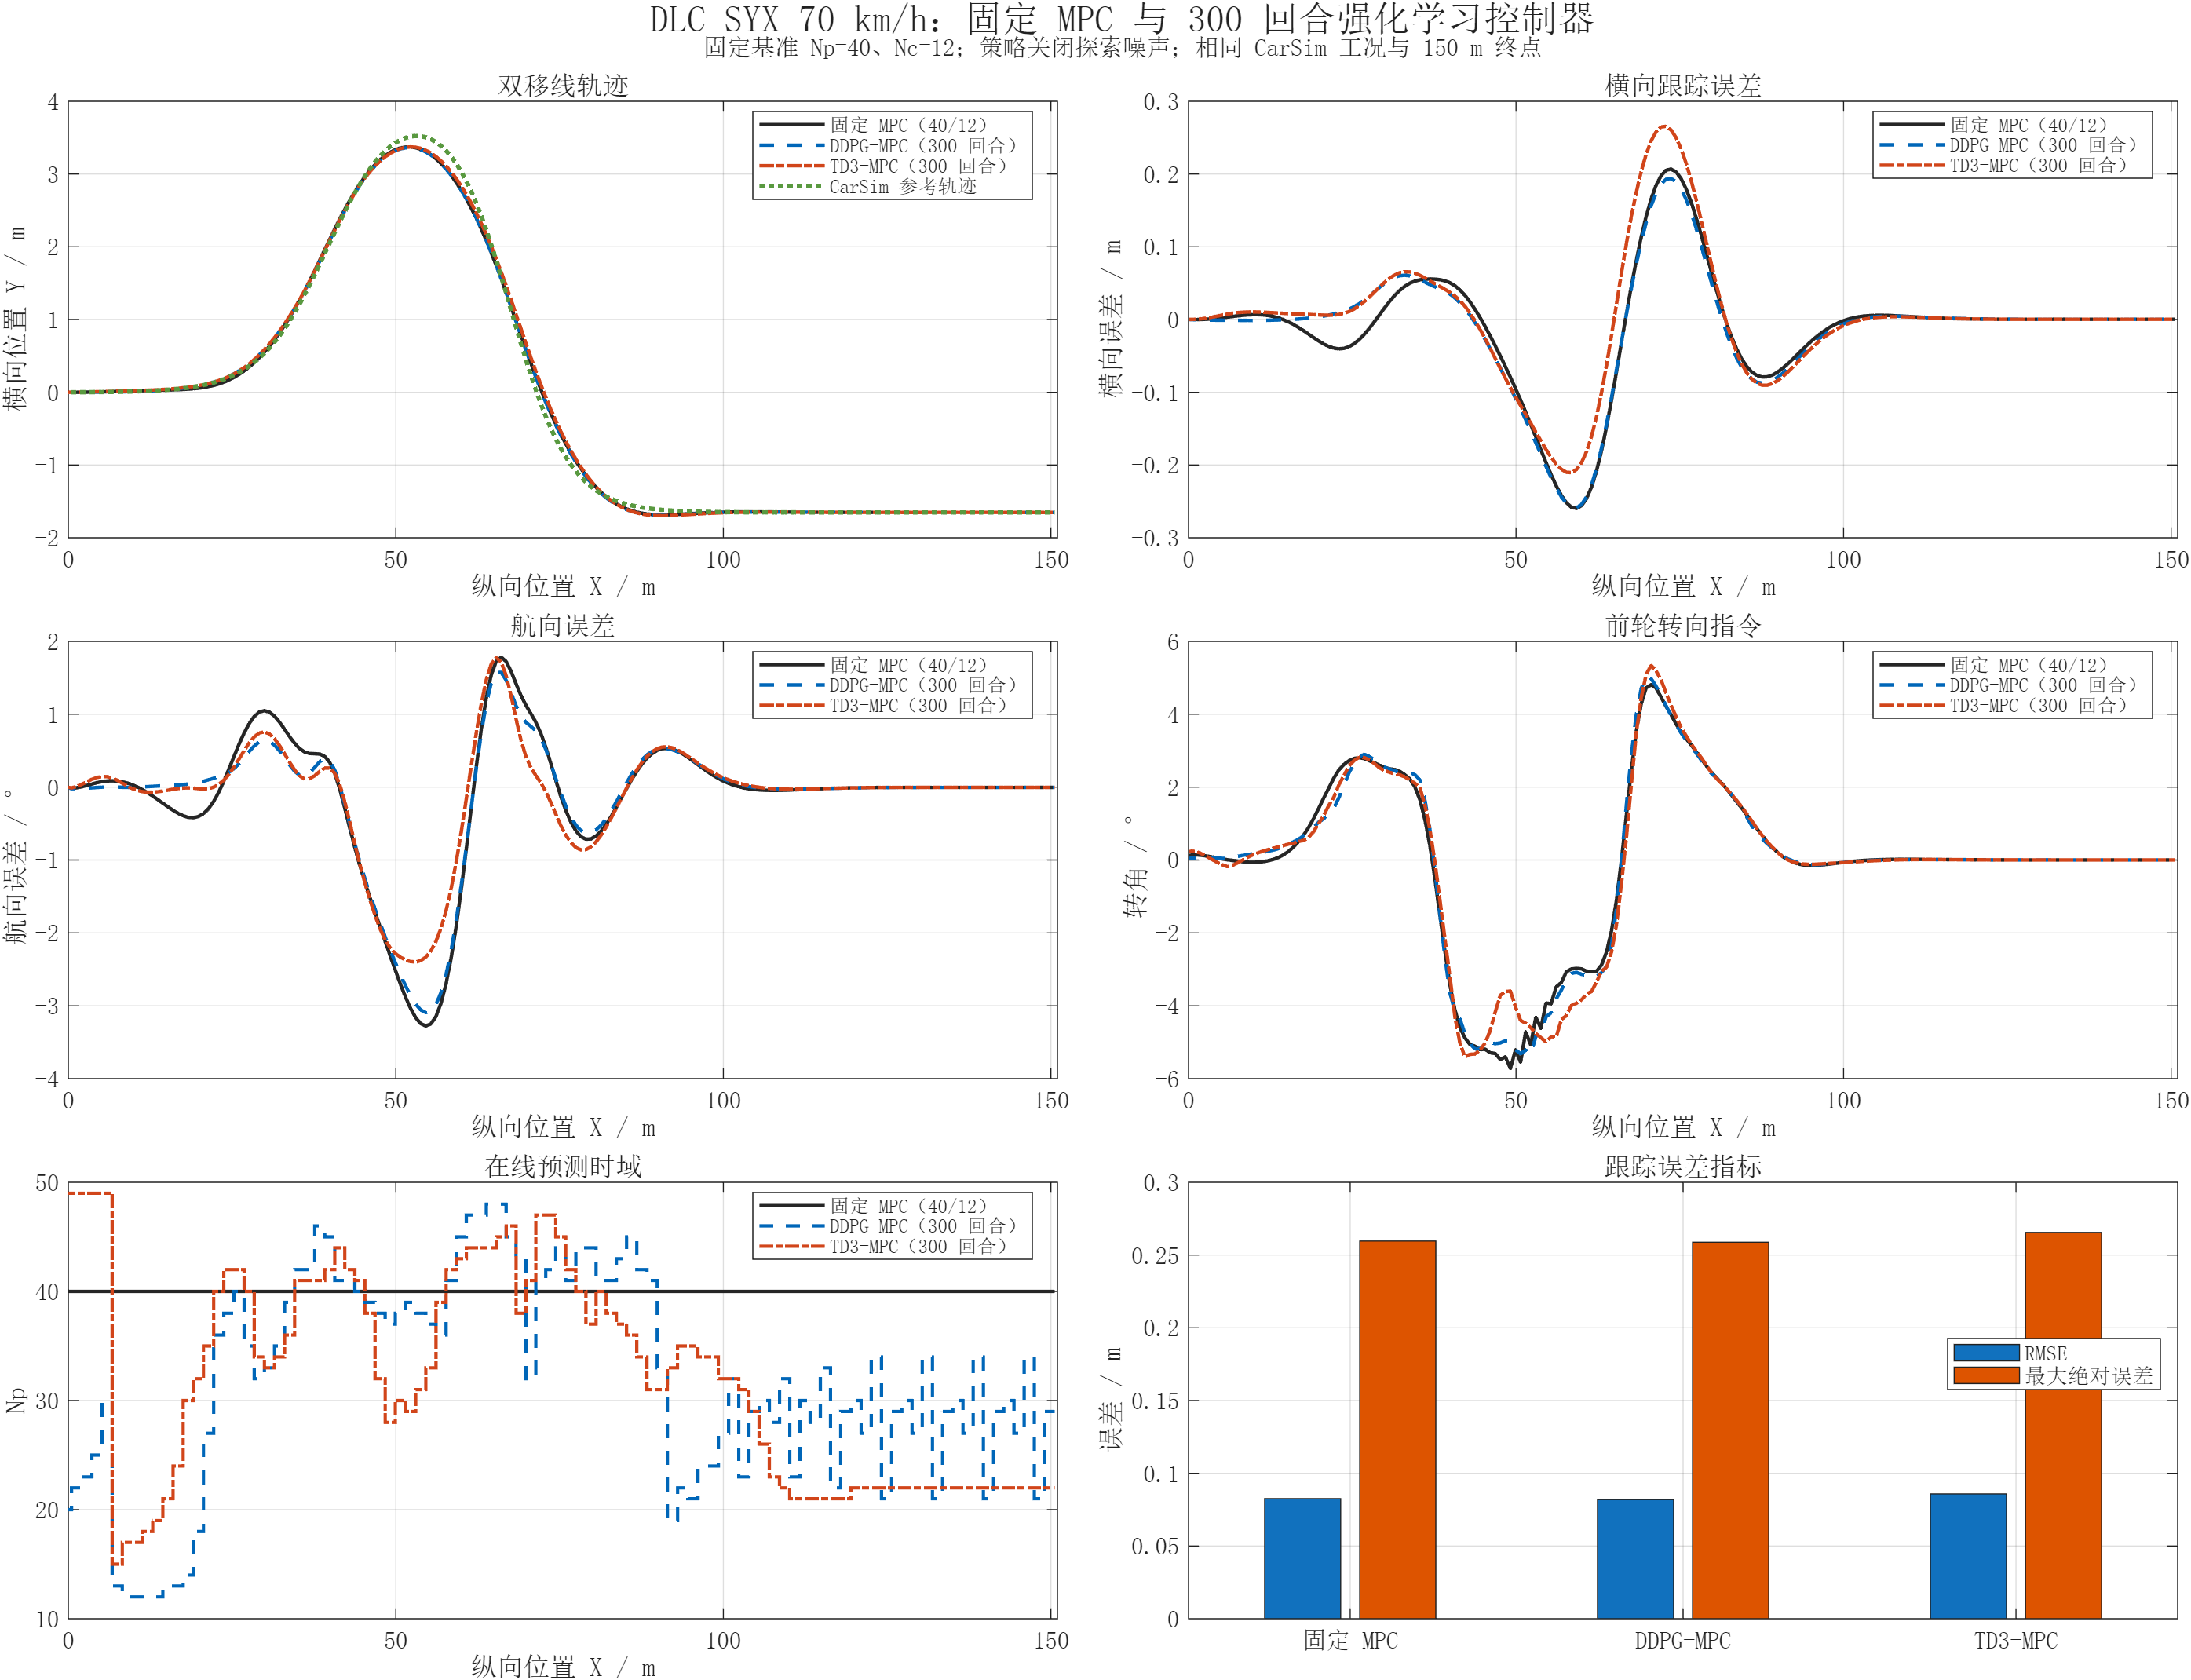 DLC SYX 70 km/h: 固定 MPC 与 300 回合强化学习控制器
固定基准 Np=40、Nc=12；策略关闭探索噪声；相同 CarSim 工况与 150 m 终点
双移线轨迹
横向位置 Y / m
4
3
2
1
0
-1
-2
0
50
100
150
纵向位置 X / m
固定 MPC（40/12）
DDPG-MPC（300 回合）
TD3-MPC（300 回合）
CarSim 参考轨迹
横向跟踪误差
横向误差 / m
0.3
0.2
0.1
0
-0.1
-0.2
-0.3
0
50
100
150
纵向位置 X / m
固定 MPC（40/12）
DDPG-MPC（300 回合）
TD3-MPC（300 回合）
航向误差
航向误差 / °
2
1
0
-1
-2
-3
-4
0
50
100
150
纵向位置 X / m
固定 MPC（40/12）
DDPG-MPC（300 回合）
TD3-MPC（300 回合）
前轮转向指令
转角 / °
6
4
2
0
-2
-4
-6
0
50
100
150
纵向位置 X / m
固定 MPC（40/12）
DDPG-MPC（300 回合）
TD3-MPC（300 回合）
在线预测时域
Np
50
40
30
20
10
0
50
100
150
纵向位置 X / m
固定 MPC（40/12）
DDPG-MPC（300 回合）
TD3-MPC（300 回合）
跟踪误差指标
误差 / m
0.3
0.25
0.2
0.15
0.1
0.05
0
固定 MPC
DDPG-MPC
TD3-MPC
RMSE
最大绝对误差